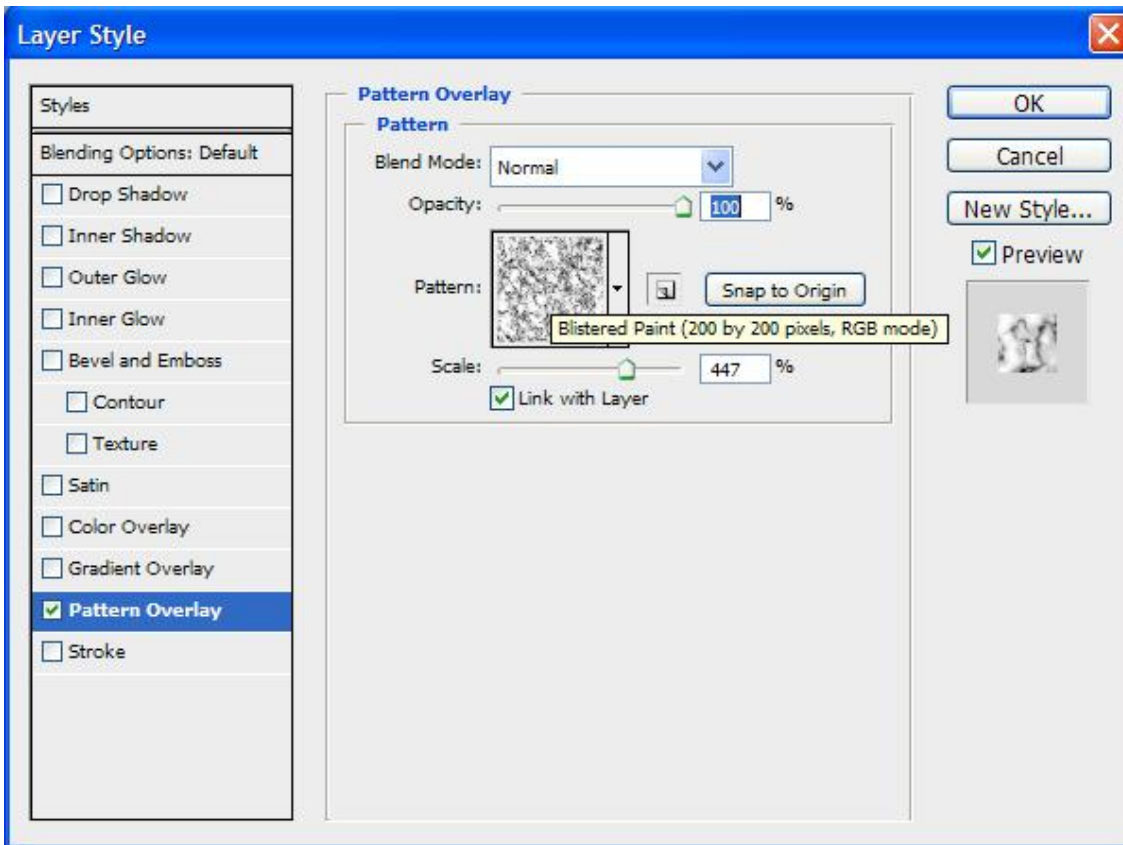 Layer Style
Styles
Blending Options: Default
Drop Shadow
Inner Shadow
Outer Glow
Inner Glow
Bevel and Emboss
Contour
Texture
Satin
Color Overlay
Gradient Overlay
Pattern Overlay
Stroke
Pattern Overlay
Pattern
Blend Mode: Normal
Opacity: 100 %
Pattern: Snap to Origin
Blistered Paint (200 by 200 pixels, RGB mode)
Scale: 447 %
Link with Layer
OK
Cancel
New Style...
Preview